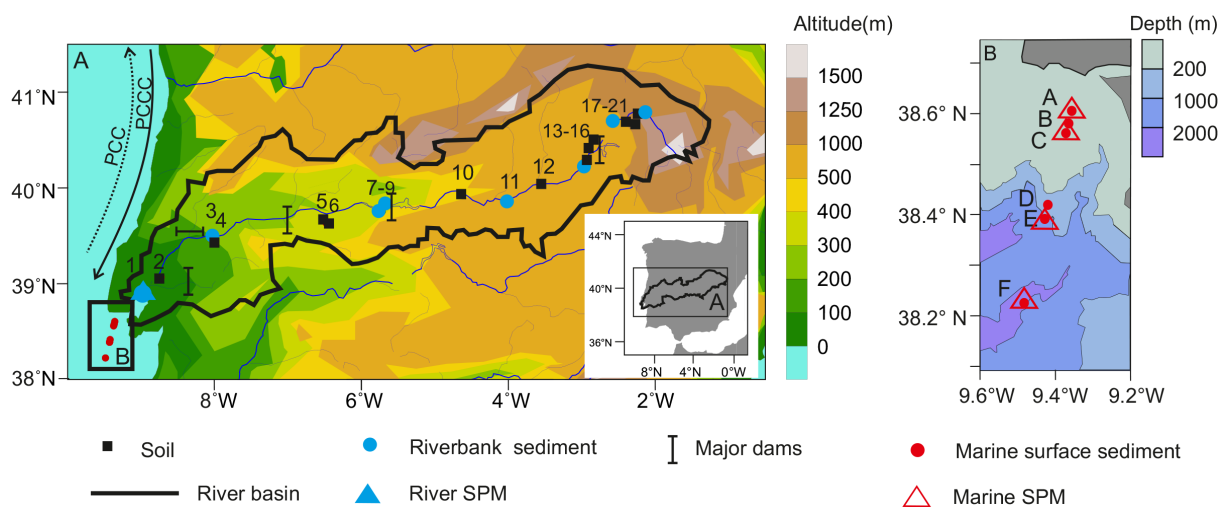 Altitude(m)
Depth (m)
A
B
41°N
40°N
39°N
38°N
8°W
6°W
4°W
2°W
PCC
PCCC
1
2
3
4
5
6
7-9
10
11
12
13-16
17-21
B
1500
1250
1000
500
400
300
200
100
0
44°N
40°N
36°N
8°W
4°W
0°W
A
38.6° N
38.4° N
38.2° N
9.6°W
9.4°W
9.2°W
A
B
C
D
E
F
200
1000
2000
Soil
Riverbank sediment
Major dams
Marine surface sediment
River basin
River SPM
Marine SPM